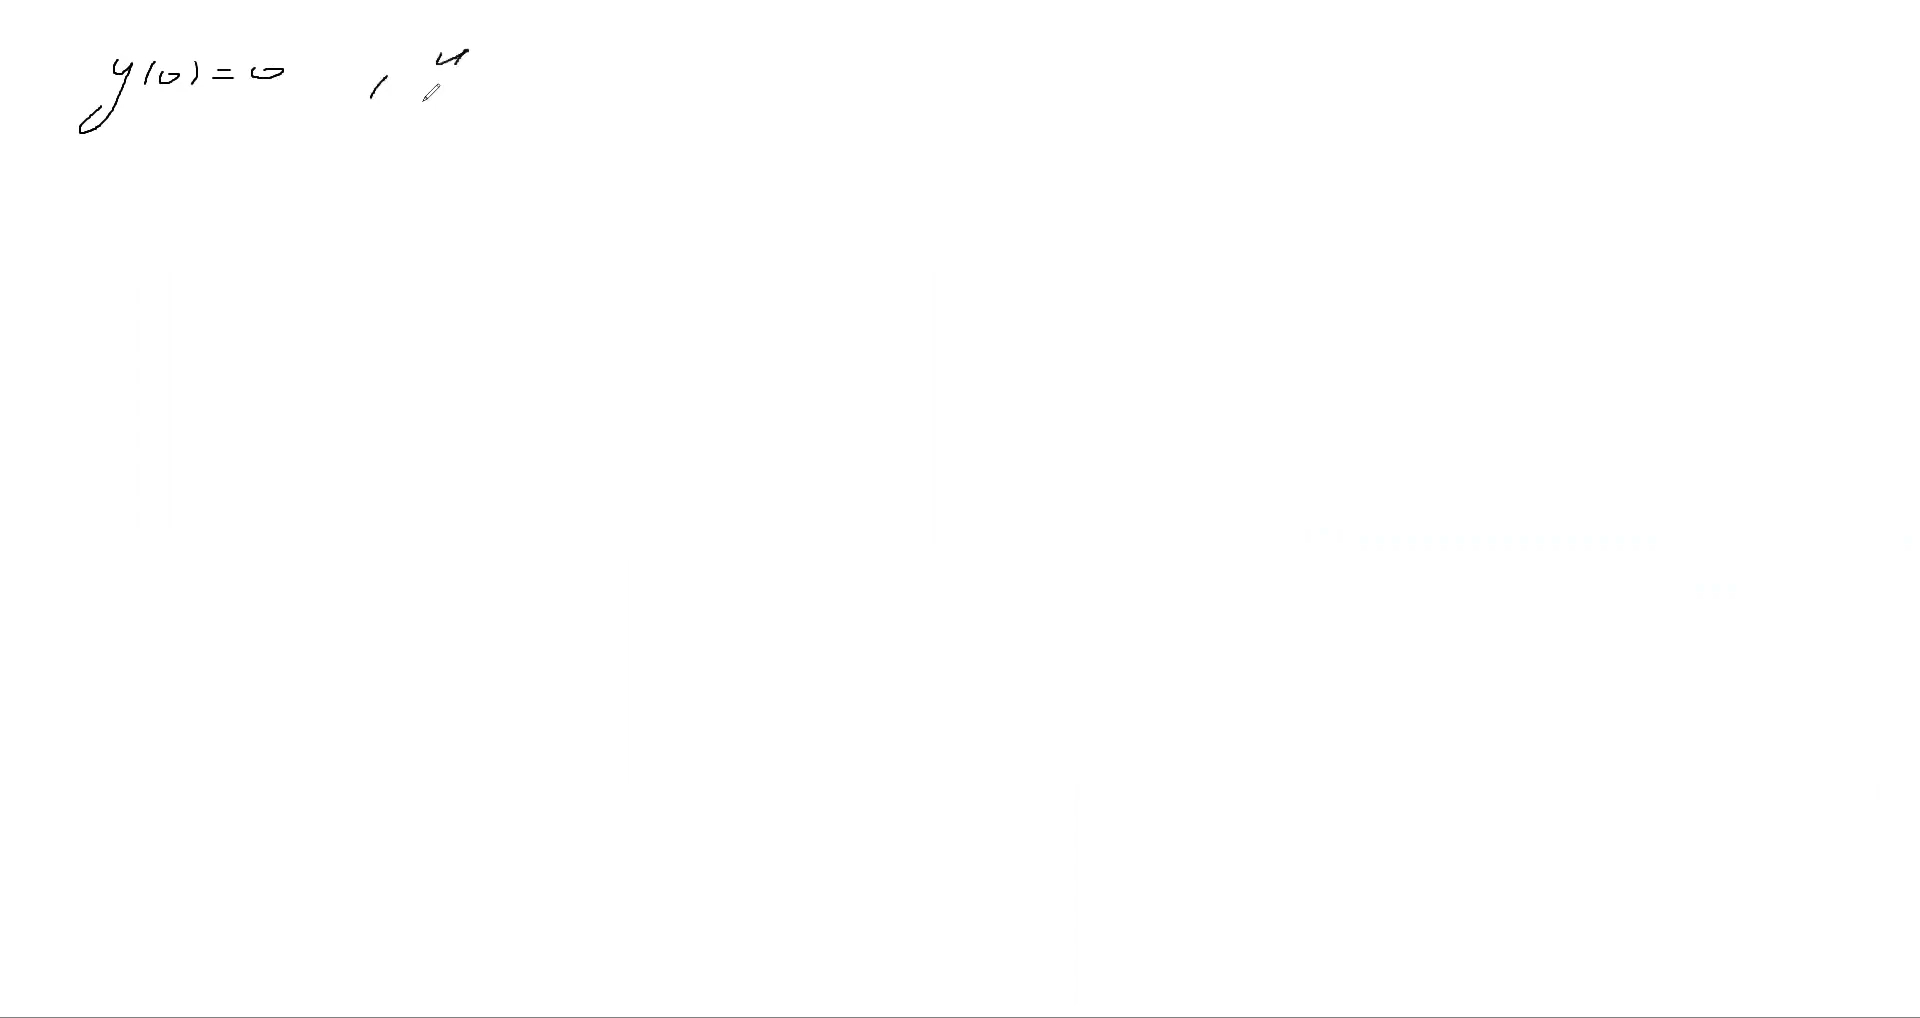 y(0) = 0 , y